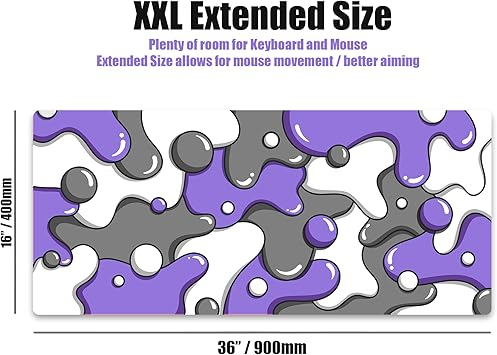 XXL Extended Size
Plenty of room for Keyboard and Mouse
Extended Size allows for mouse movement / better aiming
16” / 400mm
36” / 900mm